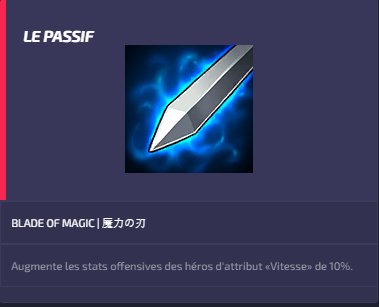 LE PASSIF
BLADE OF MAGIC | 魔力の刃
Augmente les stats offensives des héros d'attribut «Vitesse» de 10%.